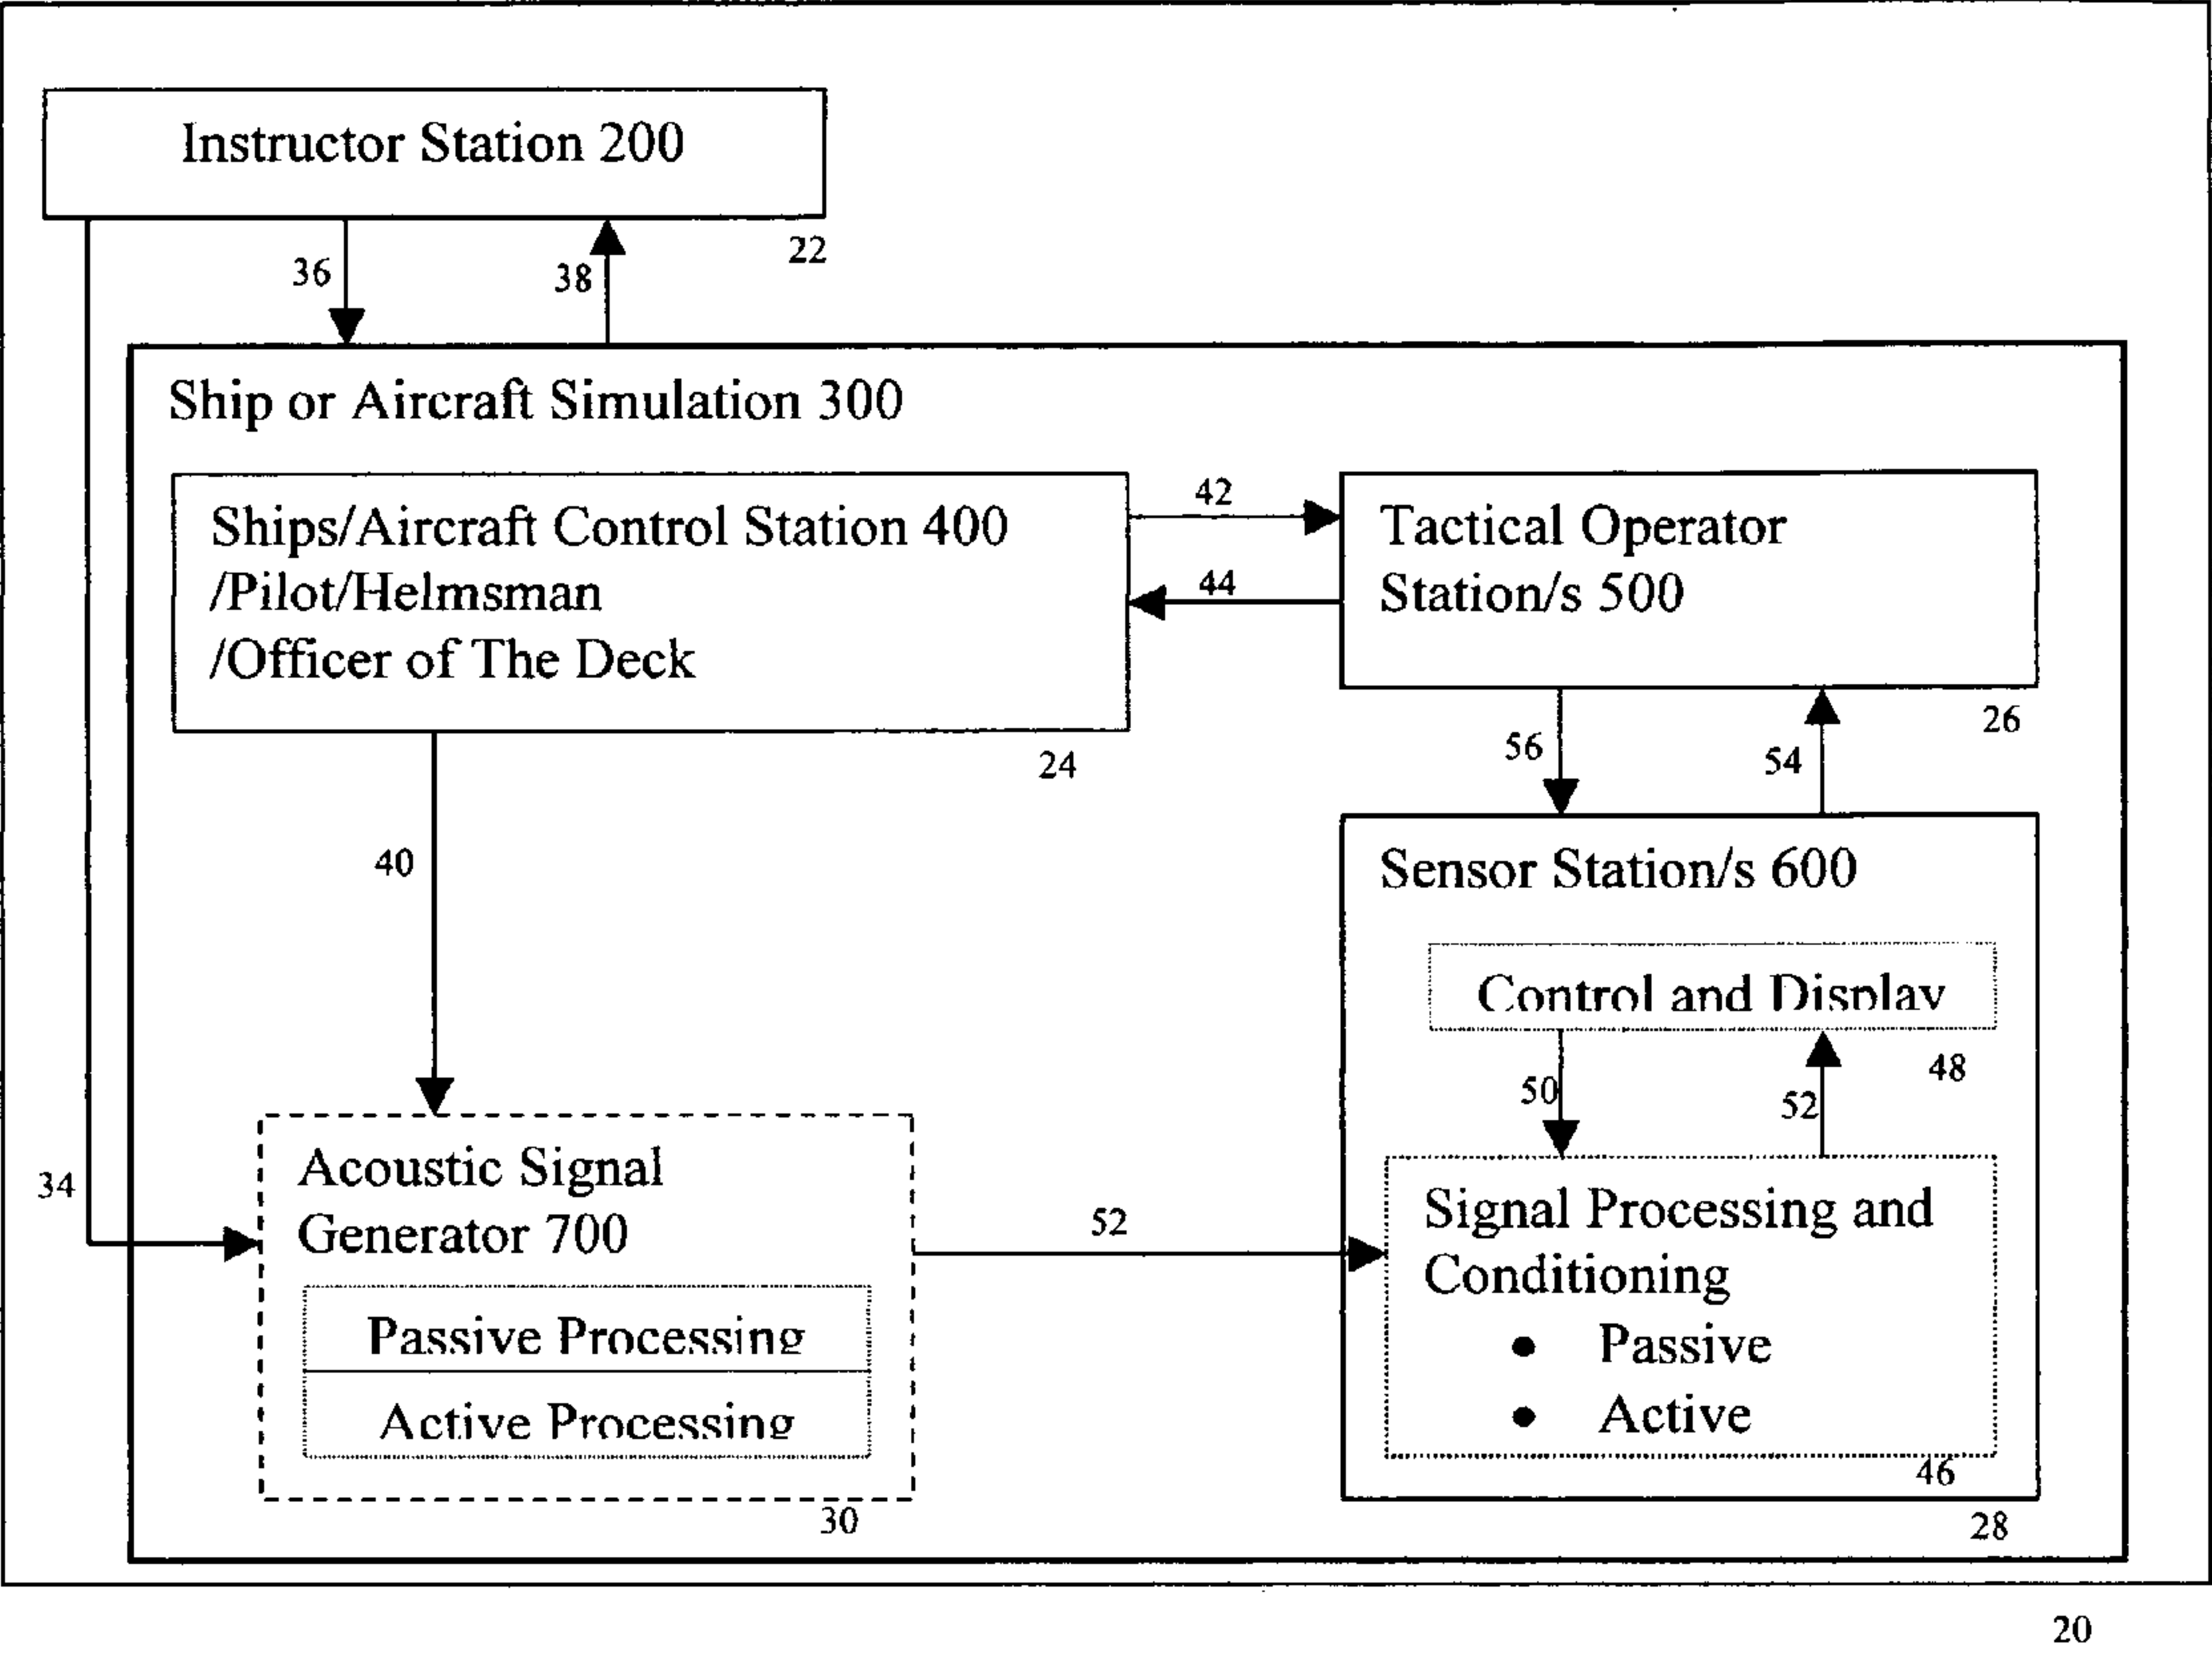 Instructor Station 200
22
36
38
Ship or Aircraft Simulation 300
Ships/Aircraft Control Station 400
/Pilot/Helmsman
/Officer of The Deck
24
42
44
Tactical Operator
Station/s 500
26
56
54
40
Sensor Station/s 600
Control and Display
48
50
52
34
Acoustic Signal
Generator 700
Passive Processing
Active Processing
30
52
Signal Processing and
Conditioning
• Passive
• Active
46
28
20